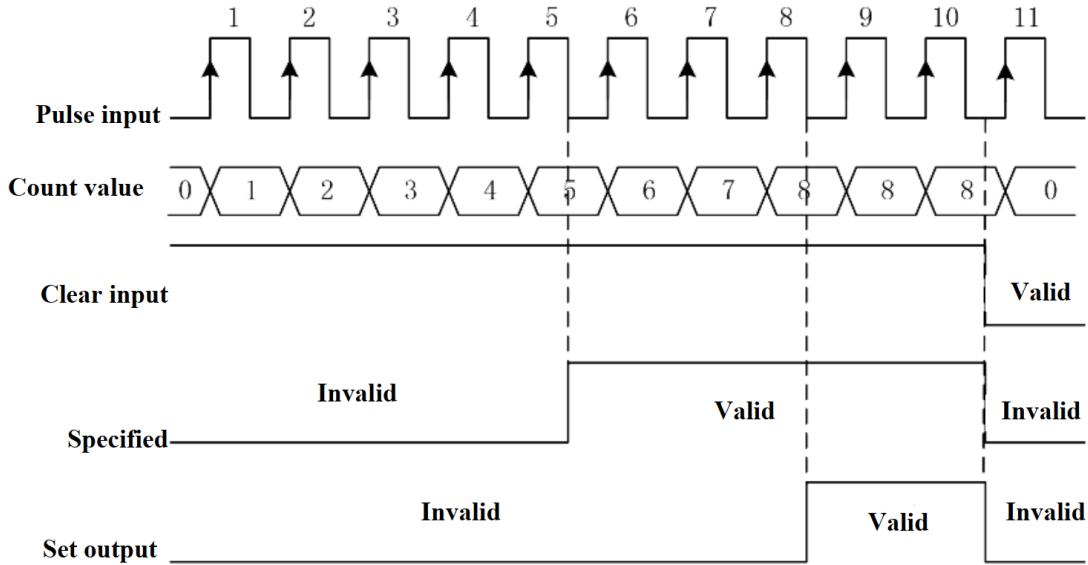 1 2 3 4 5 6 7 8 9 10 11
Pulse input
Count value 0 1 2 3 4 5 6 7 8 8 8 0
Clear input Valid
Invalid Valid Invalid
Specified
Invalid Valid Invalid
Set output